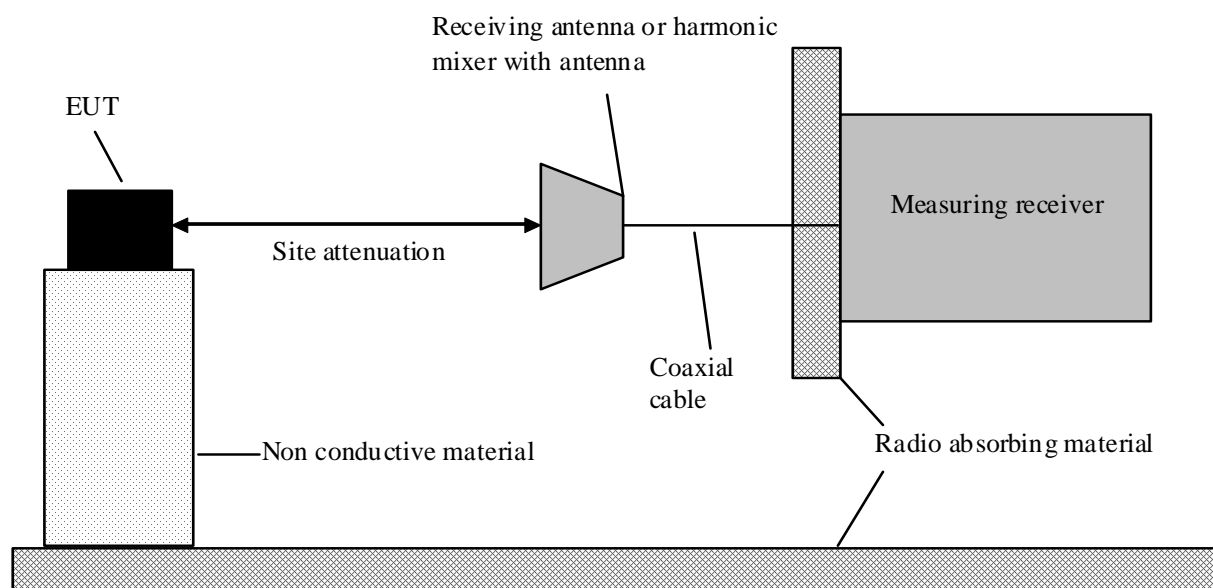 Receiving antenna or harmonic
mixer with antenna
EUT
Measuring receiver
Site attenuation
Coaxial
cable
Non conductive material
Radio absorbing material